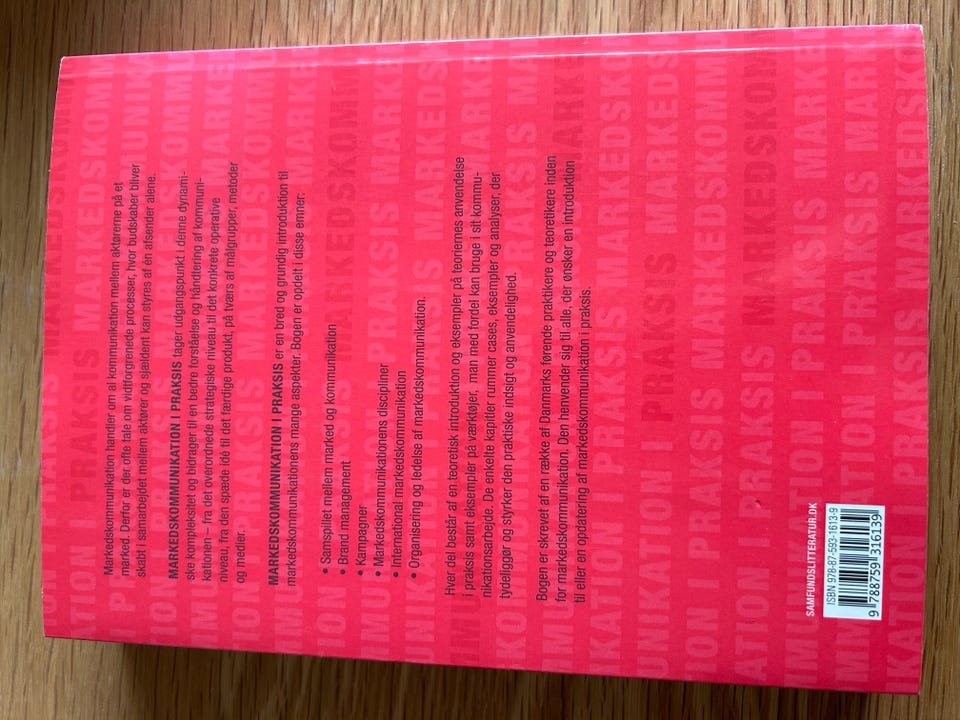 Markedskommunikation handler om al kommunikation mellem aktørerne på et
marked. Derfor er der ofte tale om vidtforgrenede processer, hvor budskaber bliver
skabt i samarbejdet mellem aktører og sjældent kan styres af én afsender alene.
MARKEDSKOMMUNIKATION I PRAKSIS tager udgangspunkt i denne dynami-
ske kompleksitet og bidrager til en bedre forståelse og håndtering af kommuni-
kationen – fra det overordnede strategiske niveau til det konkrete operative
niveau, fra den spæde idé til det færdige produkt, på tværs af målgrupper, metoder
og medier.
MARKEDSKOMMUNIKATION I PRAKSIS er en bred og grundig introduktion til
markedskommunikationens mange aspekter. Bogen er opdelt i disse emner:
• Samspillet mellem marked og kommunikation
• Brand management
• Kampagner
• Markedskommunikationens discipliner
• International markedskommunikation
• Organisering og ledelse af markedskommunikation.
Hver del består af en teoretisk introduktion og eksempler på teoriernes anvendelse
i praksis samt eksempler på værktøjer, man med fordel kan bruge i sit kommu-
nikationsarbejde. De enkelte kapitler rummer cases, eksempler og analyser, der
tydeliggør og styrker den praktiske indsigt og anvendelighed.
Bogen er skrevet af en række af Danmarks førende praktikere og teoretikere inden
for markedskommunikation. Den henvender sig til alle, der ønsker en introduktion
til eller en opdatering af markedskommunikation i praksis.
SAMFUNDSLITTERATUR.DK
ISBN 978-87-593-1613-9
9 788759 316139